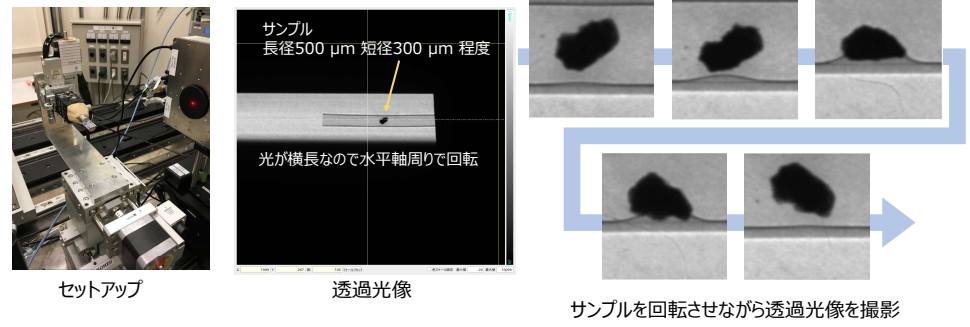 サンプル
長径500 μm 短径300 μm 程度
光が横長なので水平軸周りで回転
セットアップ
透過光像
サンプルを回転させながら透過光像を撮影